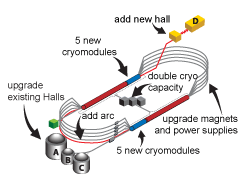 add new hall
D
5 new
cryomodules
double cryo
capacity
upgrade
existing Halls
add arc
upgrade magnets
and power supplies
5 new cryomodules
A
B
C